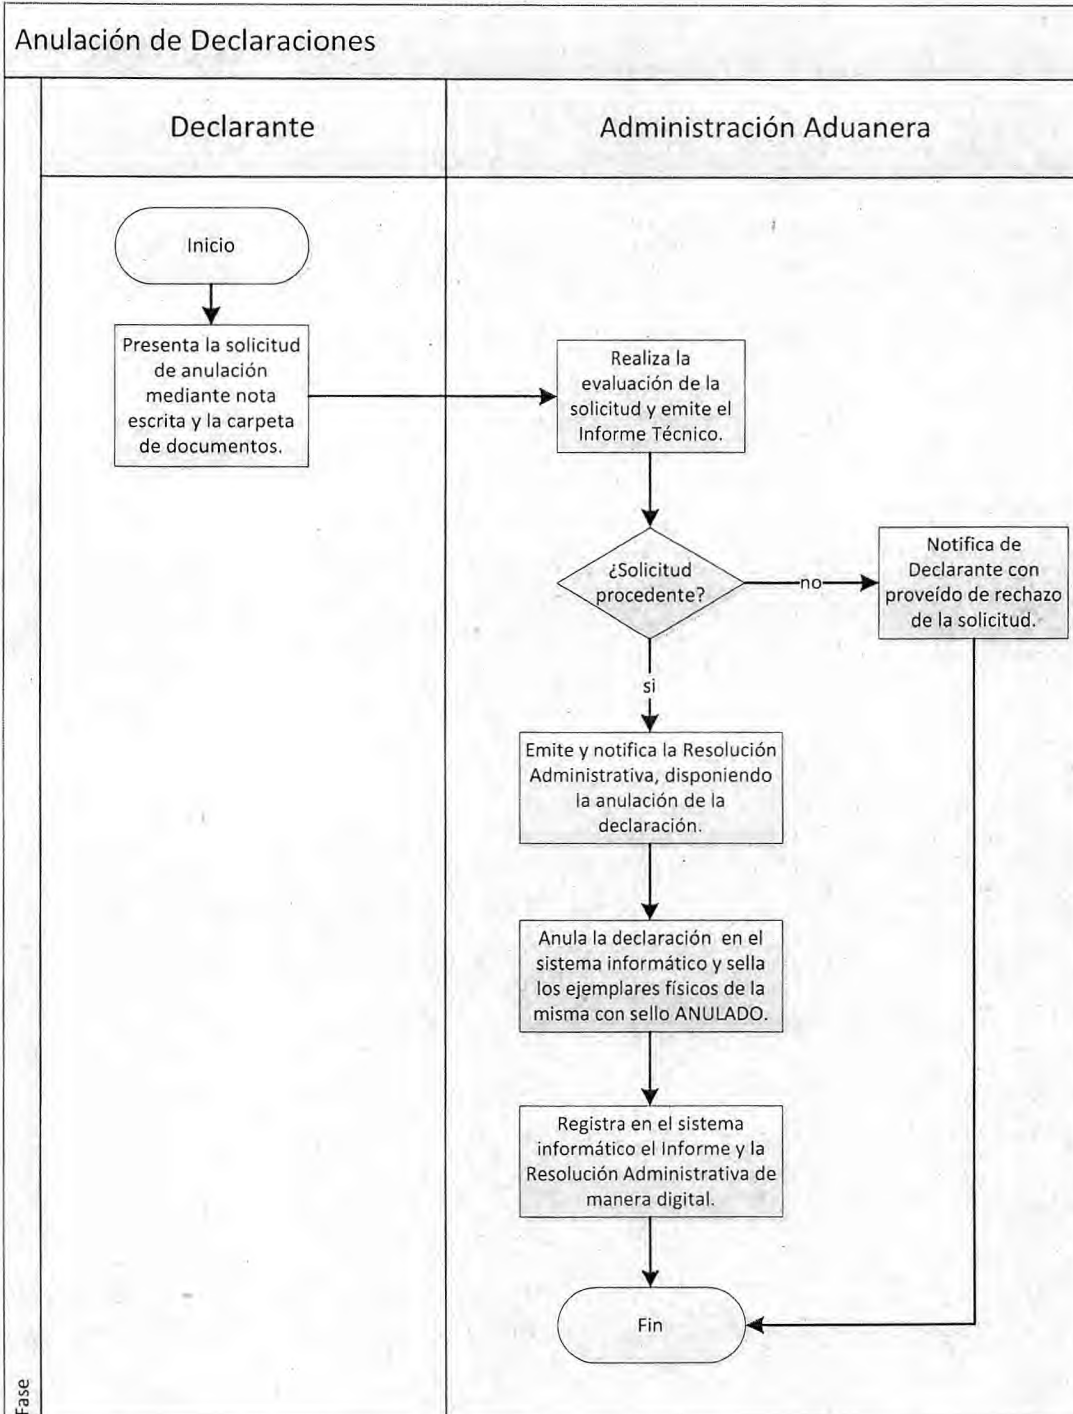 Anulación de Declaraciones
Declarante
Administración Aduanera
Inicio
Presenta la solicitud
de anulación
mediante nota
escrita y la carpeta
de documentos.
Realiza la
evaluación de la
solicitud y emite el
Informe Técnico.
¿Solicitud
procedente?
no
Notifica de
Declarante con
proveído de rechazo
de la solicitud.
si
Emite y notifica la Resolución
Administrativa, disponiendo
la anulación de la
declaración.
Anula la declaración en el
sistema informático y sella
los ejemplares físicos de la
misma con sello ANULADO.
Registra en el sistema
informático el Informe y la
Resolución Administrativa de
manera digital.
Fin
Fase